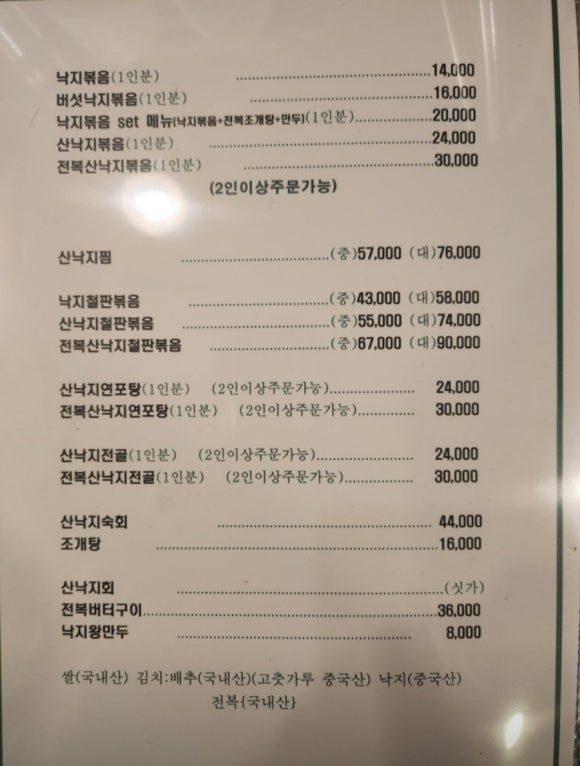 낙지볶음(1인분) ........................................14,000
버섯낙지볶음(1인분) ........................................16,000
낙지볶음 set 메뉴(낙지볶음+전복조개탕+만두)(1인분)................20,000
산낙지볶음(1인분) ........................................24,000
전복산낙지볶음(1인분) ........................................30,000
(2인이상주문가능)
산낙지찜 ................................(중)57,000 (대)76,000
낙지철판볶음 ..........................(중)43,000 (대)58,000
산낙지철판볶음 ..........................(중)55,000 (대)74,000
전복산낙지철판볶음 ..........................(중)67,000 (대)90,000
산낙지연포탕(1인분) (2인이상주문가능)................. 24,000
전복산낙지연포탕(1인분) (2인이상주문가능)............. 30,000
산낙지전골(1인분) (2인이상주문가능)................... 24,000
전복산낙지전골(1인분) (2인이상주문가능).............. 30,000
산낙지숙회 .......................................... 44,000
조개탕 ......................................................16,000
산낙지회 ......................................................(싯가)
전복버터구이............................................................36,000
낙지왕만두 ................................................ 8,000
쌀(국내산) 김치:배추(국내산)(고춧가루 중국산) 낙지(중국산)
전복{국내산}